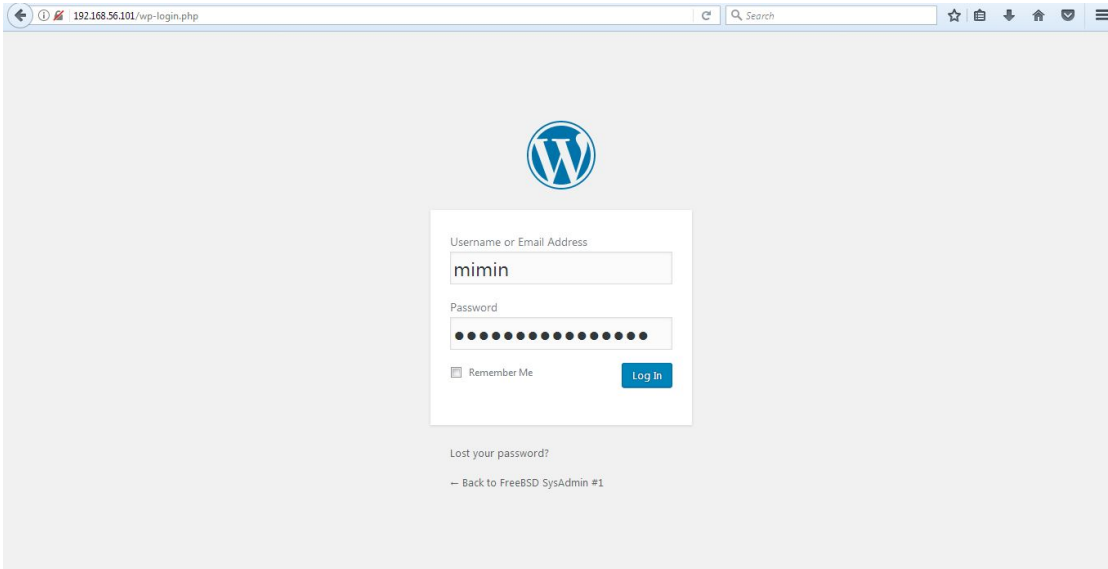 192.168.56.101/wp-login.php
Search
Username or Email Address
mimin
Password
●●●●●●●●●●●●●●●●
Remember Me
Log In
Lost your password?
← Back to FreeBSD SysAdmin #1